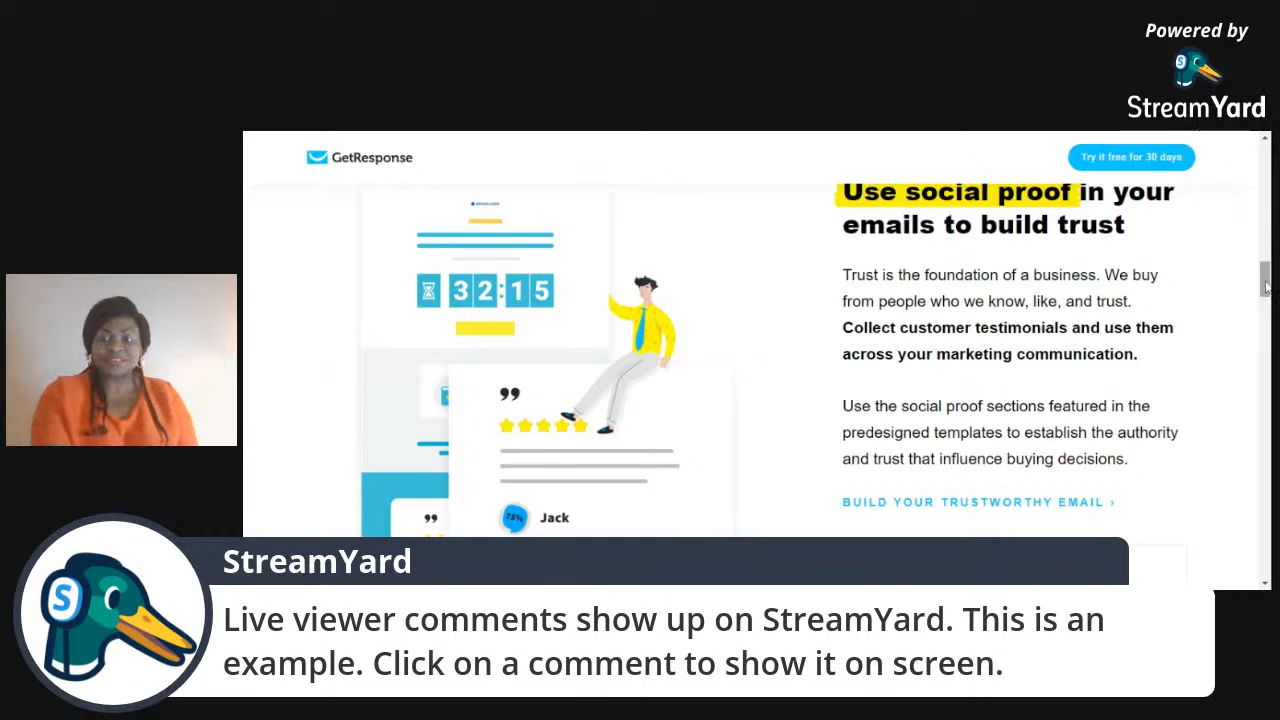 Powered by
StreamYard
GetResponse
Try it free for 30 days
Use social proof in your
emails to build trust
32:15
Trust is the foundation of a business. We buy
from people who we know, like, and trust.
Collect customer testimonials and use them
across your marketing communication.
Use the social proof sections featured in the
predesigned templates to establish the authority
and trust that influence buying decisions.
BUILD YOUR TRUSTWORTHY EMAIL ›
”
75%
Jack
”
S
StreamYard
Live viewer comments show up on StreamYard. This is an
example. Click on a comment to show it on screen.